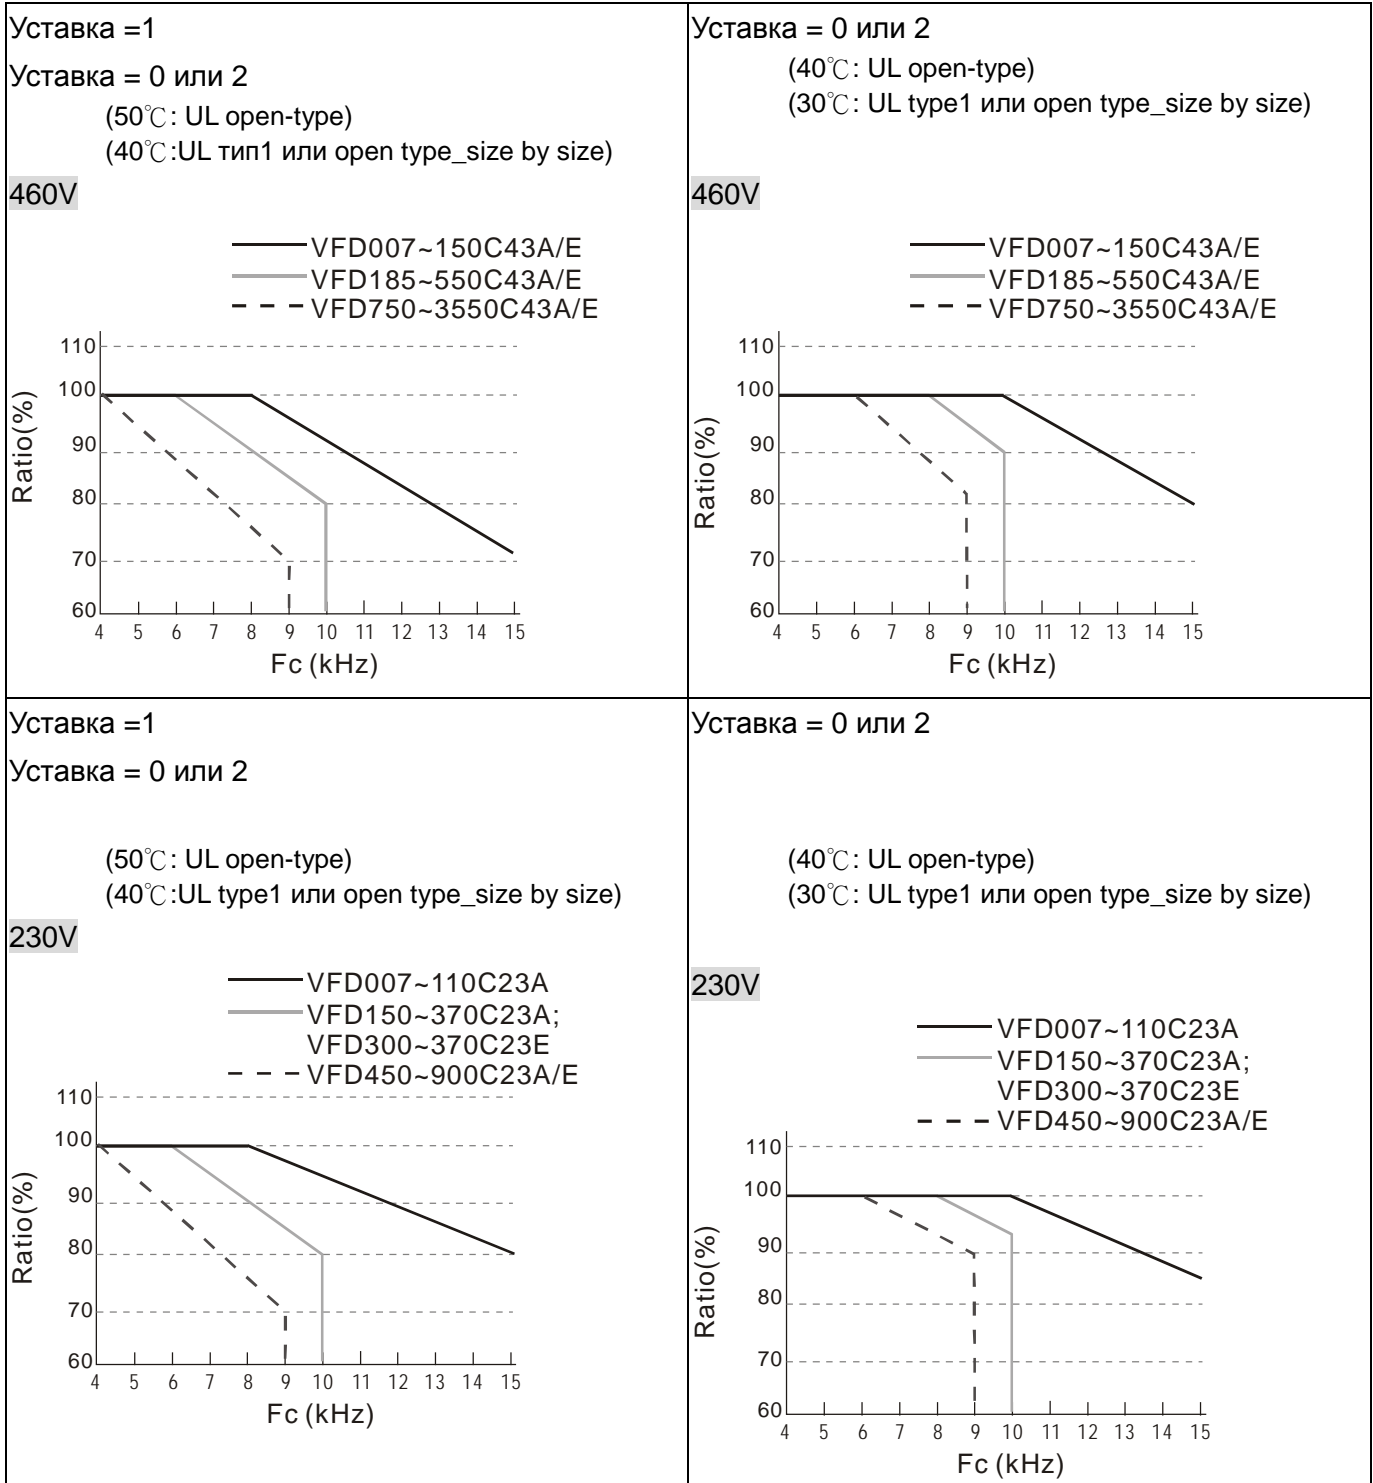 Уставка =1
Уставка = 0 или 2
(50℃: UL open-type)
(40℃:UL тип1 или open type_size by size)
460V
VFD007~150C43A/E
VFD185~550C43A/E
VFD750~3550C43A/E
110
100
90
80
70
60
Ratio(%)
4 5 6 7 8 9 10 11 12 13 14 15
Fc (kHz)
Уставка = 0 или 2
(40℃: UL open-type)
(30℃: UL type1 или open type_size by size)
460V
VFD007~150C43A/E
VFD185~550C43A/E
VFD750~3550C43A/E
110
100
90
80
70
60
Ratio(%)
4 5 6 7 8 9 10 11 12 13 14 15
Fc (kHz)
Уставка =1
Уставка = 0 или 2
(50℃: UL open-type)
(40℃:UL type1 или open type_size by size)
230V
VFD007~110C23A
VFD150~370C23A;
VFD300~370C23E
VFD450~900C23A/E
110
100
90
80
70
60
Ratio(%)
4 5 6 7 8 9 10 11 12 13 14 15
Fc (kHz)
Уставка = 0 или 2
(40℃: UL open-type)
(30℃: UL type1 или open type_size by size)
230V
VFD007~110C23A
VFD150~370C23A;
VFD300~370C23E
VFD450~900C23A/E
110
100
90
80
70
60
Ratio(%)
4 5 6 7 8 9 10 11 12 13 14 15
Fc (kHz)